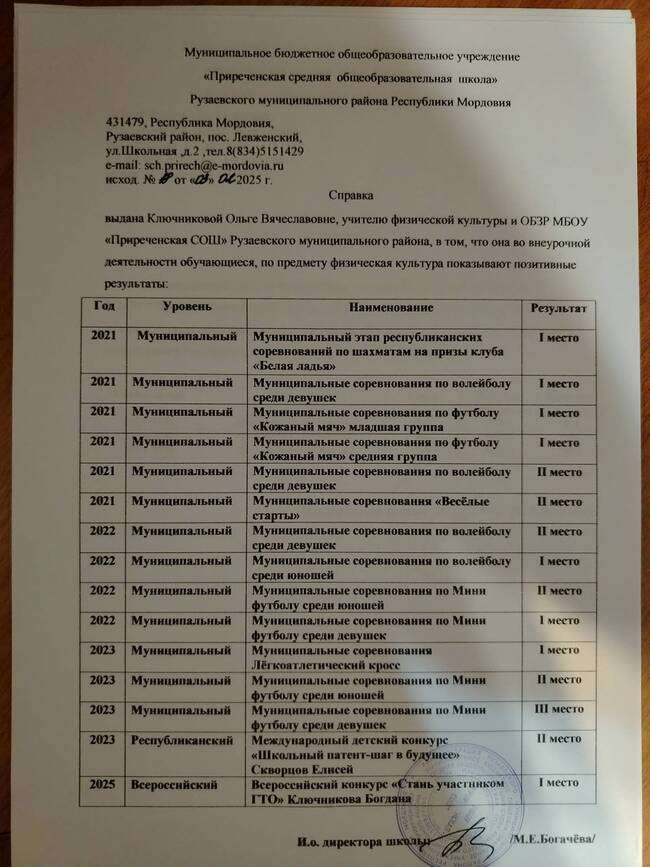 Муниципальное бюджетное общеобразовательное учреждение
«Приреченская средняя общеобразовательная школа»
Рузаевского муниципального района Республики Мордовия
431479, Республика Мордовия,
Рузаевский район, пос. Левженский,
ул.Школьная ,д.2 ,тел.8(834)5151429
e-mail: sch.prirech@e-mordovia.ru
исход. № от « » 2025 г.
Справка
выдана Ключниковой Ольге Вячеславовне, учителю физической культуры и ОБЗР МБОУ
«Приреченская СОШ» Рузаевского муниципального района, в том, что она во внеурочной
деятельности обучающиеся, по предмету физическая культура показывают позитивные
результаты:
Год Уровень Наименование Результат
2021 Муниципальный Муниципальный этап республиканских I место
соревнований по шахматам на призы клуба
«Белая ладья»
2021 Муниципальный Муниципальные соревнования по волейболу I место
среди девушек
2021 Муниципальный Муниципальные соревнования по футболу I место
«Кожаный мяч» младшая группа
2021 Муниципальный Муниципальные соревнования по футболу I место
«Кожаный мяч» средняя группа
2021 Муниципальный Муниципальные соревнования по волейболу II место
среди девушек
2021 Муниципальный Муниципальные соревнования «Весёлые II место
старты»
2022 Муниципальный Муниципальные соревнования по волейболу II место
среди девушек
2022 Муниципальный Муниципальные соревнования по волейболу I место
среди юношей
2022 Муниципальный Муниципальные соревнования по Мини II место
футболу среди юношей
2022 Муниципальный Муниципальные соревнования по Мини I место
футболу среди девушек
2023 Муниципальный Муниципальные соревнования I место
Лёгкоатлетический кросс
2023 Муниципальный Муниципальные соревнования по Мини II место
футболу среди юношей
2023 Муниципальный Муниципальные соревнования по Мини III место
футболу среди девушек
2023 Республиканский Международный детский конкурс II место
«Школьный патент-шаг в будущее»
Скворцов Елисей
2025 Всероссийский Всероссийский конкурс «Стань участником I место
ГТО» Ключникова Богдана
И.о. директора школы /М.Е.Богачёва/